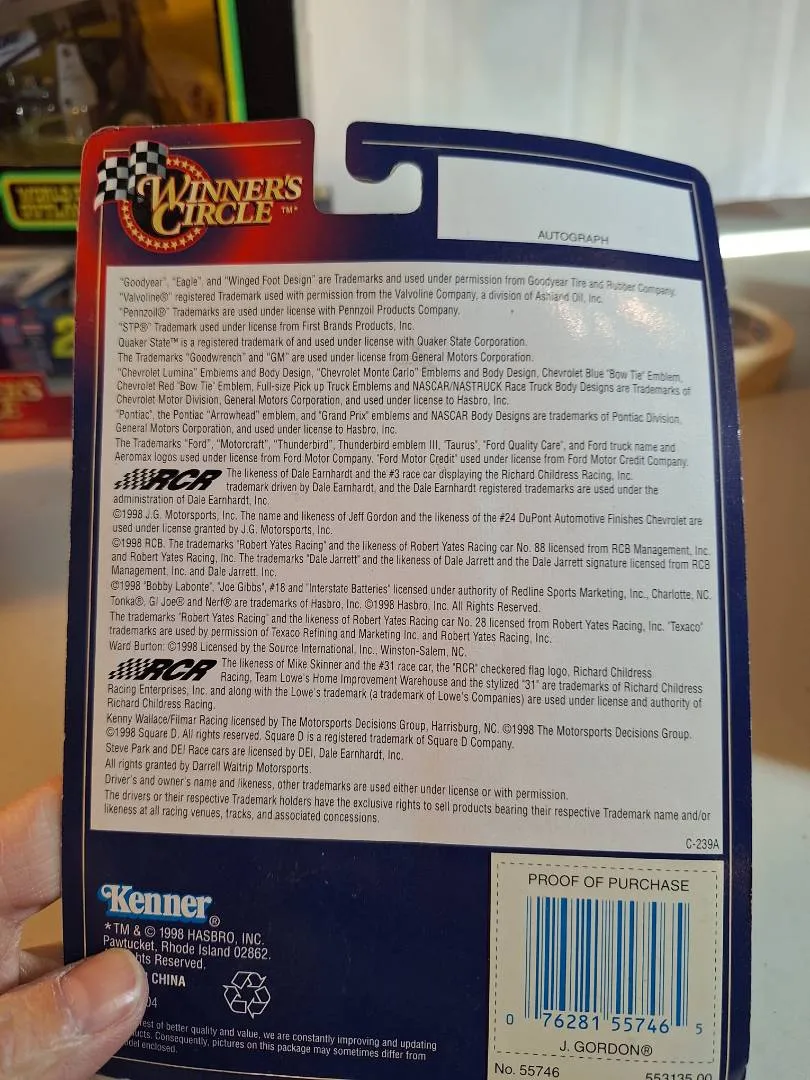 WINNER'S
CIRCLE ™*
AUTOGRAPH
"Goodyear", "Eagle", and "Winged Foot Design" are Trademarks and used under permission from Goodyear Tire and Rubber Company.
"Valvoline®" registered Trademark used with permission from the Valvoline Company, a division of Ashland Oil, Inc.
"Pennzoil®" Trademarks are used under license with Pennzoil Products Company.
"STP®" Trademark used under license from First Brands Products, Inc.
Quaker State™ is a registered trademark of and used under license with Quaker State Corporation.
The Trademarks "Goodwrench" and "GM" are used under license from General Motors Corporation.
"Chevrolet Lumina" Emblems and Body Design, "Chevrolet Monte Carlo" Emblems and Body Design, Chevrolet Blue "Bow Tie" Emblem,
Chevrolet Red "Bow Tie" Emblem, Full-size Pick up Truck Emblems and NASCAR/NASTRUCK Race Truck Body Designs are Trademarks of
Chevrolet Motor Division, General Motors Corporation, and used under license to Hasbro, Inc.
"Pontiac", the Pontiac "Arrowhead" emblem, and "Grand Prix" emblems and NASCAR Body Designs are trademarks of Pontiac Division,
General Motors Corporation, and used under license to Hasbro, Inc.
The Trademarks "Ford", "Motorcraft", "Thunderbird", Thunderbird emblem III, "Taurus", "Ford Quality Care", and Ford truck name and
Aeromax logos used under license from Ford Motor Company. "Ford Motor Credit" used under license from Ford Motor Credit Company.
RCR The likeness of Dale Earnhardt and the #3 race car displaying the Richard Childress Racing, Inc.
trademark driven by Dale Earnhardt, and the Dale Earnhardt registered trademarks are used under the
administration of Dale Earnhardt, Inc.
©1998 J.G. Motorsports, Inc. The name and likeness of Jeff Gordon and the likeness of the #24 DuPont Automotive Finishes Chevrolet are
used under license granted by J.G. Motorsports, Inc.
©1998 RCB. The trademarks "Robert Yates Racing" and the likeness of Robert Yates Racing car No. 88 licensed from RCB Management, Inc.
and Robert Yates Racing, Inc. The trademarks "Dale Jarrett" and the likeness of Dale Jarrett and the Dale Jarrett signature licensed from RCB
Management, Inc. and Dale Jarrett, Inc.
©1998 "Bobby Labonte", "Joe Gibbs", #18 and "Interstate Batteries" licensed under authority of Redline Sports Marketing, Inc., Charlotte, NC.
Tonka®, G/ Joe® and Nerf® are trademarks of Hasbro, Inc. ©1998 Hasbro, Inc. All Rights Reserved.
The trademarks "Robert Yates Racing" and the likeness of Robert Yates Racing car No. 28 licensed from Robert Yates Racing, Inc. "Texaco"
trademarks are used by permission of Texaco Refining and Marketing Inc. and Robert Yates Racing, Inc.
Ward Burton: ©1998 Licensed by the Source International, Inc., Winston-Salem, NC.
RCR The likeness of Mike Skinner and the #31 race car, the "RCR" checkered flag logo, Richard Childress
Racing, Team Lowe's Home Improvement Warehouse and the stylized "31" are trademarks of Richard Childress
Racing Enterprises, Inc. and along with the Lowe's trademark (a trademark of Lowe's Companies) are used under license and authority of
Richard Childress Racing.
Kenny Wallace/Filmar Racing licensed by The Motorsports Decisions Group, Harrisburg, NC. ©1998 The Motorsports Decisions Group.
©1998 Square D. All rights reserved. Square D is a registered trademark of Square D Company.
Steve Park and DEI Race cars are licensed by DEI, Dale Earnhardt, Inc.
All rights granted by Darrell Waltrip Motorsports.
Driver's and owner's name and likeness, other trademarks are used either under license or with permission.
The drivers or their respective Trademark holders have the exclusive rights to sell products bearing their respective Trademark name and/or
likeness at all racing venues, tracks, and associated concessions.
C-239A
Kenner®
*TM & © 1998 HASBRO, INC.
Pawtucket, Rhode Island 02862.
Reserved.
CHINA
04
of better quality and value, we are constantly improving and updating
Consequently, pictures on this package may sometimes differ from
enclosed.
PROOF OF PURCHASE
0 76281 55746 5
J. GORDON®
No. 55746
553135.00